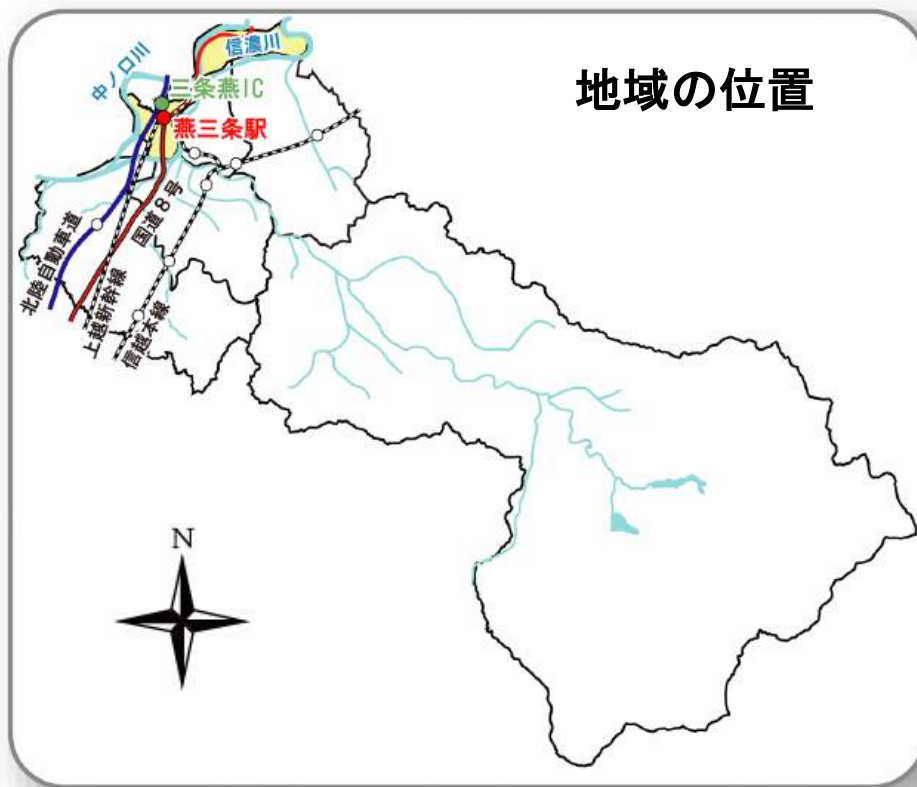 地域の位置
信濃川
中ノ口川
三条燕IC
燕三条駅
国道8号
北陸自動車道
上越新幹線
信越本線
N